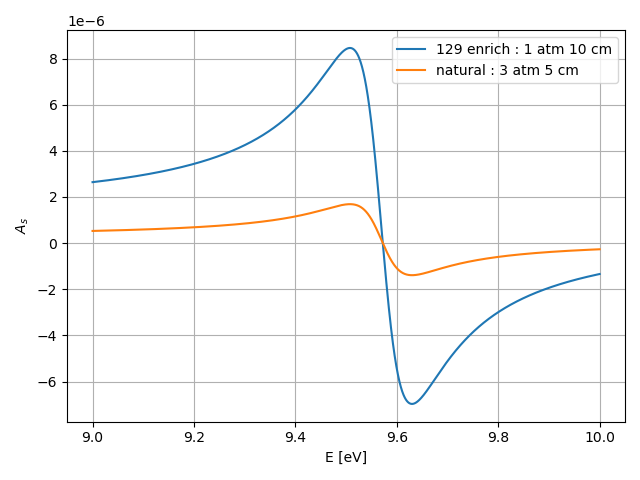 1e−6
129 enrich : 1 atm 10 cm
natural : 3 atm 5 cm
8
6
4
2
0
−2
−4
−6
A_s
9.0 9.2 9.4 9.6 9.8 10.0
E [eV]